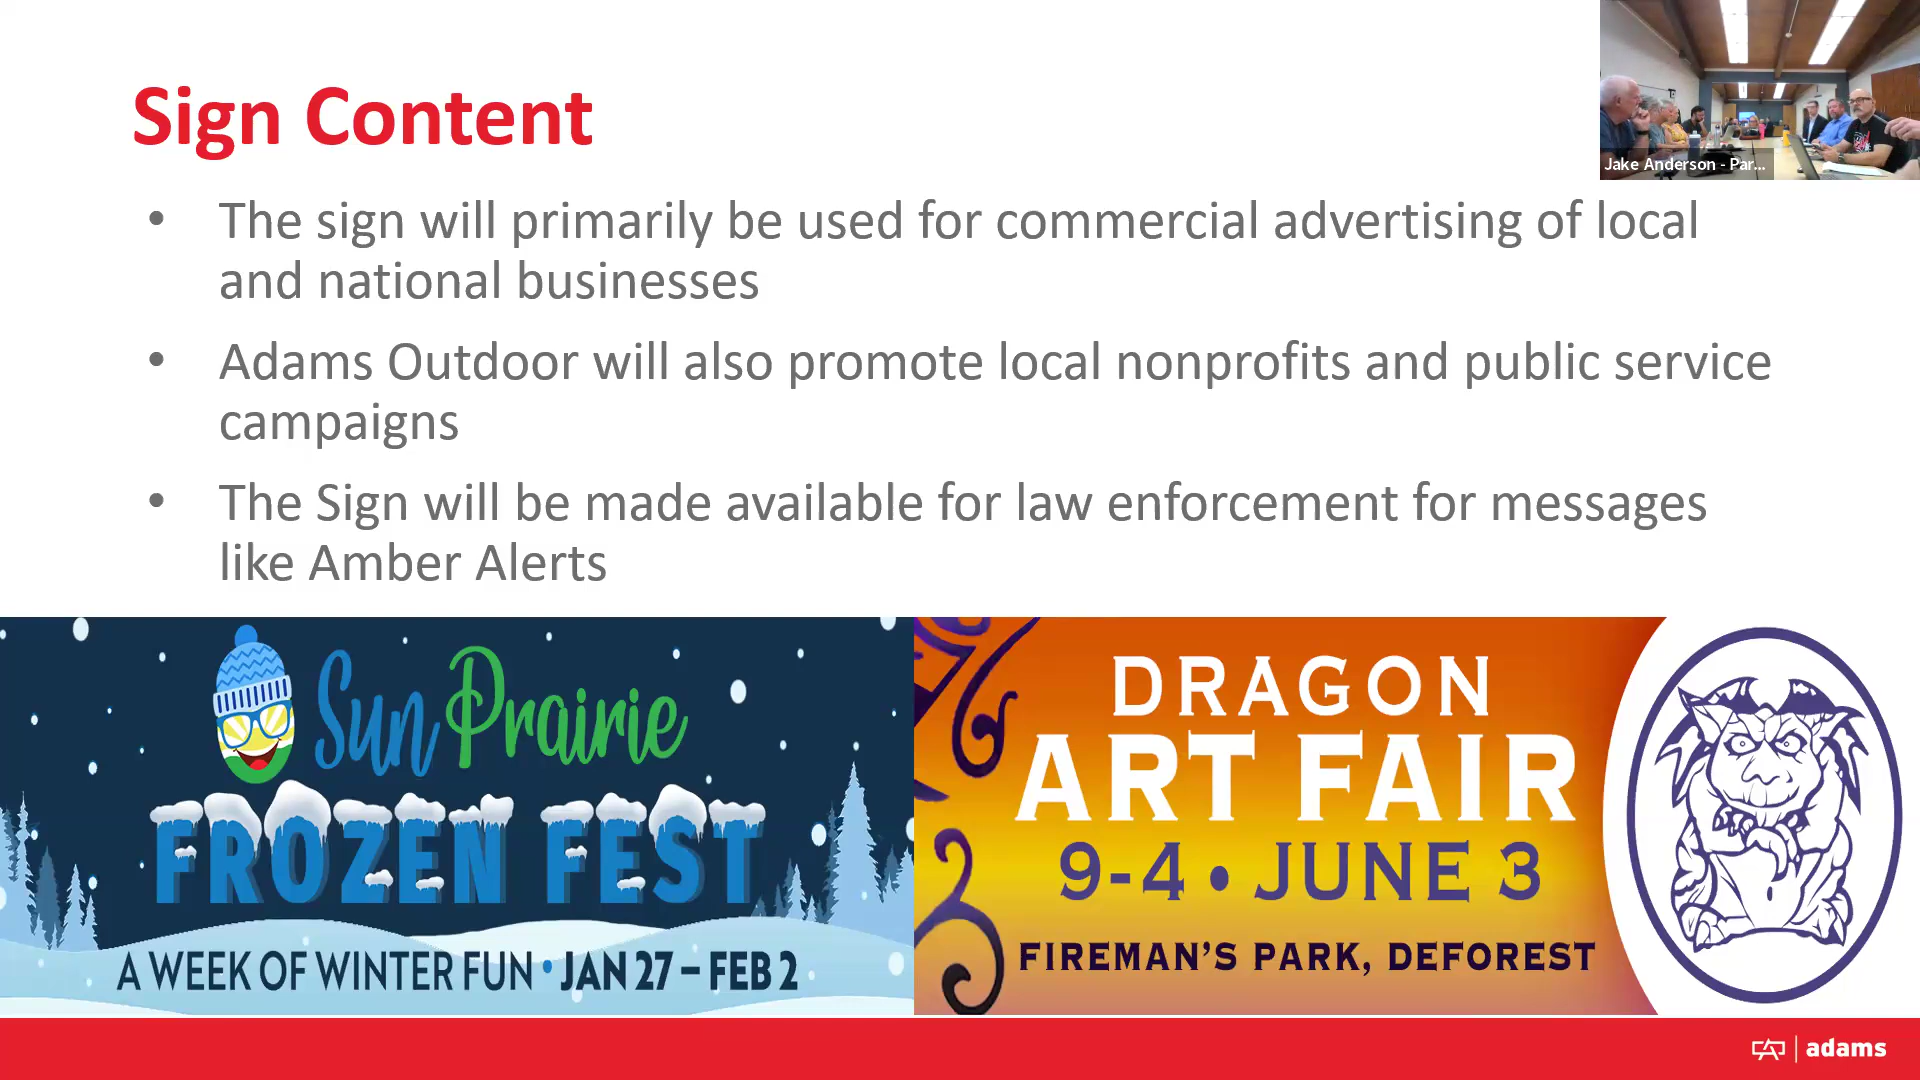 Sign Content
Jake Anderson - Par...
• The sign will primarily be used for commercial advertising of local
and national businesses
• Adams Outdoor will also promote local nonprofits and public service
campaigns
• The Sign will be made available for law enforcement for messages
like Amber Alerts
Sun Prairie
FROZEN FEST
A WEEK OF WINTER FUN • JAN 27 – FEB 2
DRAGON
ART FAIR
9-4 • JUNE 3
FIREMAN'S PARK, DEFOREST
adams